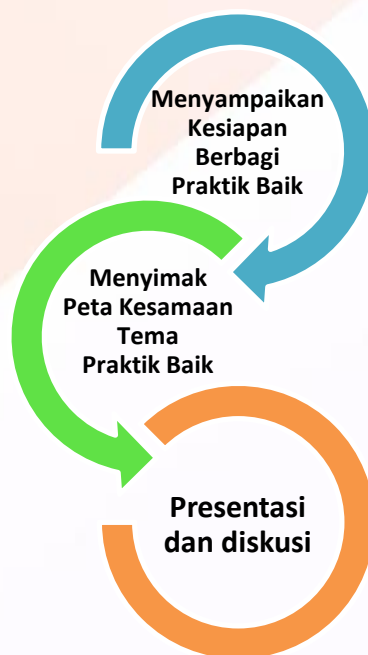 Menyampaikan
Kesiapan
Berbagi
Praktik Baik
Menyimak
Peta Kesamaan
Tema
Praktik Baik
Presentasi
dan diskusi